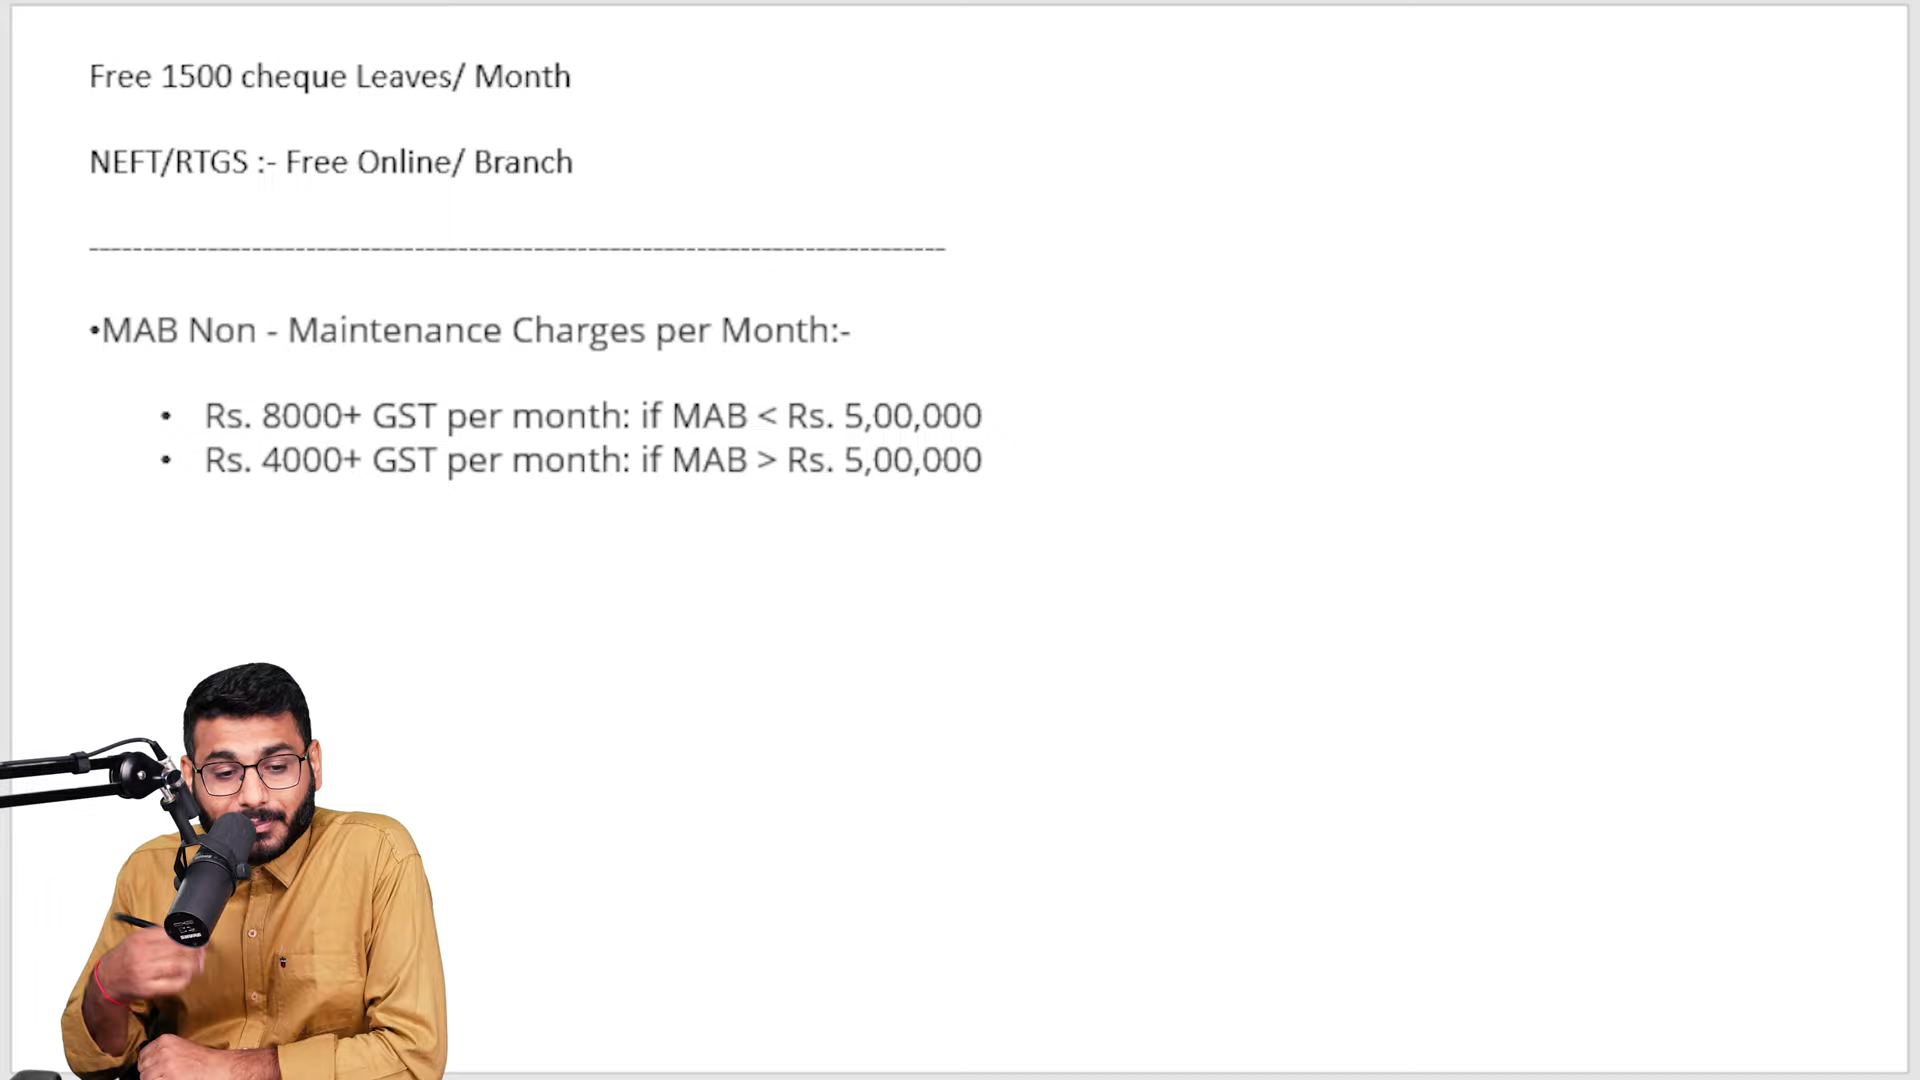 Free 1500 cheque Leaves/ Month
NEFT/RTGS :- Free Online/ Branch
--------------------------------------------------------------------------------
•MAB Non - Maintenance Charges per Month:-
• Rs. 8000+ GST per month: if MAB < Rs. 5,00,000
• Rs. 4000+ GST per month: if MAB > Rs. 5,00,000